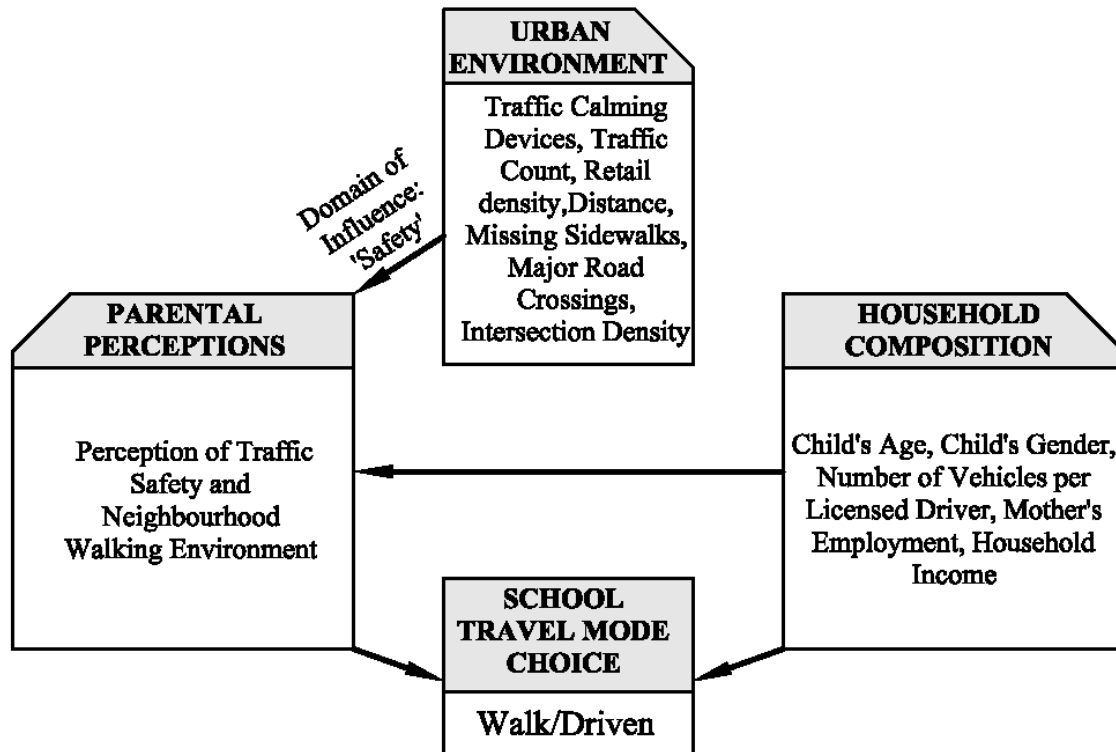 URBAN
ENVIRONMENT
Traffic Calming
Devices, Traffic
Count, Retail
density,Distance,
Missing Sidewalks,
Major Road
Crossings,
Intersection Density
Domain of
Influence:
'Safety'
PARENTAL
PERCEPTIONS
Perception of Traffic
Safety and
Neighbourhood
Walking Environment
HOUSEHOLD
COMPOSITION
Child's Age, Child's Gender,
Number of Vehicles per
Licensed Driver, Mother's
Employment, Household
Income
SCHOOL
TRAVEL MODE
CHOICE
Walk/Driven